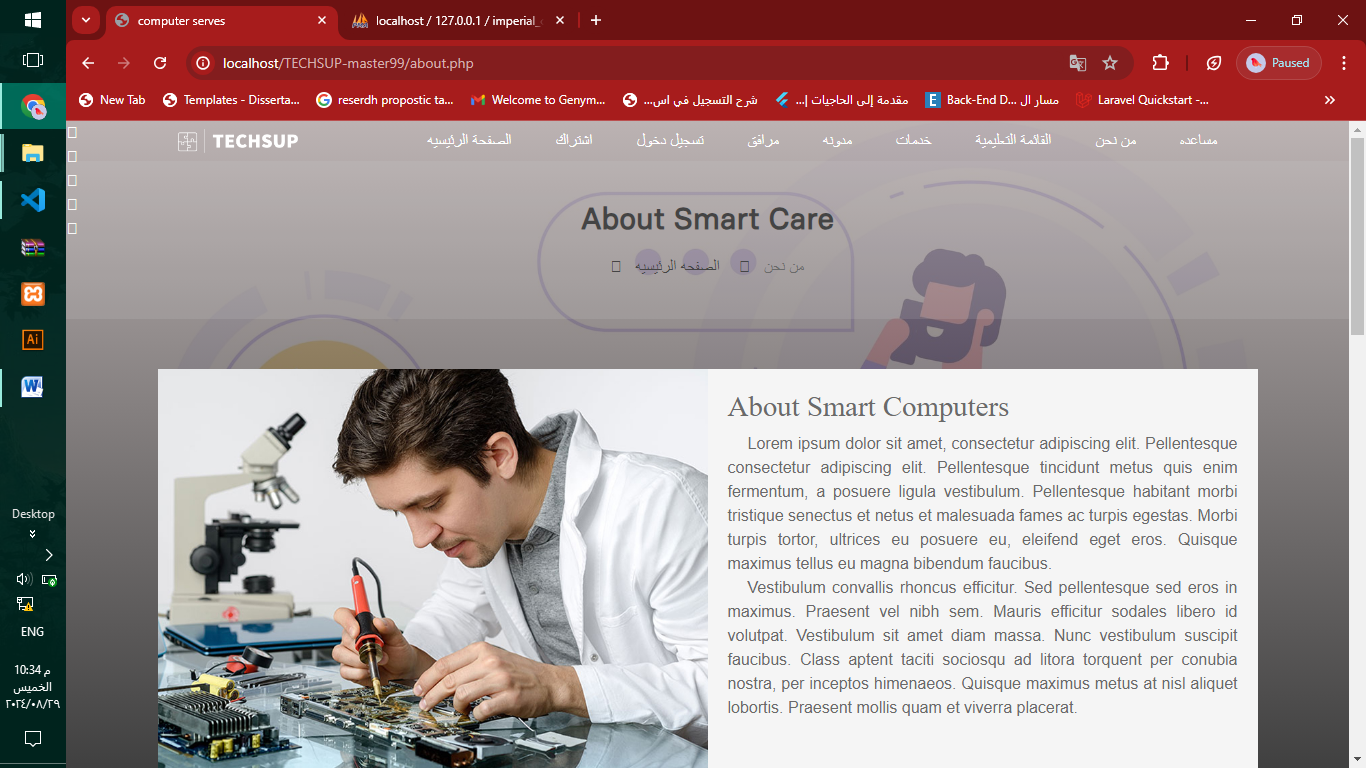 computer serves
localhost / 127.0.0.1 / imperial_
localhost/TECHSUP-master99/about.php
Paused
New Tab
Templates - Disserta...
reserdh propostic ta...
Welcome to Genym...
شرح التسجيل في اس...
مقدمة إلى الحاجيات |...
Back-End D... مسار ال
Laravel Quickstart -...
TECHSUP
الصفحة الرئيسيه
اشتراك
تسجيل دخول
مرافق
مدونه
خدمات
القائمة التعليمية
من نحن
مساعده
About Smart Care
الصفحه الرئيسيه
من نحن
About Smart Computers
Lorem ipsum dolor sit amet, consectetur adipiscing elit. Pellentesque
consectetur adipiscing elit. Pellentesque tincidunt metus quis enim
fermentum, a posuere ligula vestibulum. Pellentesque habitant morbi
tristique senectus et netus et malesuada fames ac turpis egestas. Morbi
turpis tortor, ultrices eu posuere eu, eleifend eget eros. Quisque
maximus tellus eu magna bibendum faucibus.
Vestibulum convallis rhoncus efficitur. Sed pellentesque sed eros in
maximus. Praesent vel nibh sem. Mauris efficitur sodales libero id
volutpat. Vestibulum sit amet diam massa. Nunc vestibulum suscipit
faucibus. Class aptent taciti sociosqu ad litora torquent per conubia
nostra, per inceptos himenaeos. Quisque maximus metus at nisl aliquet
lobortis. Praesent mollis quam et viverra placerat.
Ai
W
Desktop
ENG
10:34 م
الخميس
٢٠٢٤/٠٨/٢٩